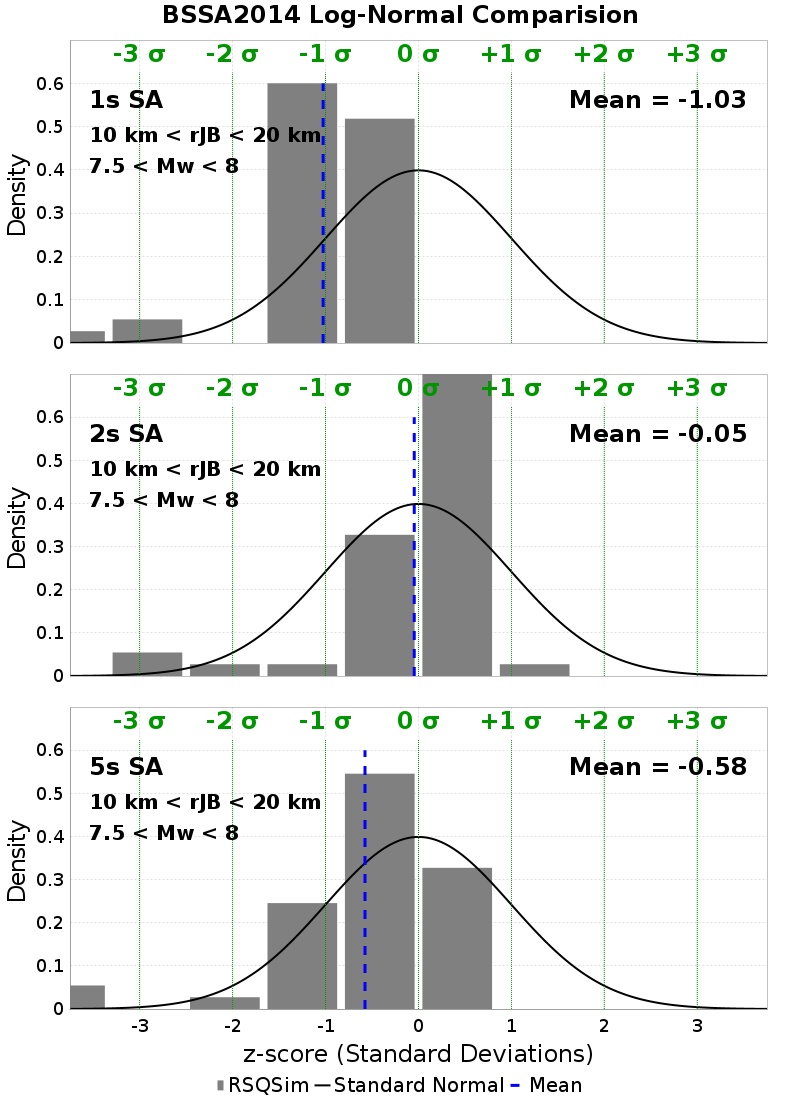 BSSA2014 Log-Normal Comparision
-3 σ -2 σ -1 σ 0 σ +1 σ +2 σ +3 σ
0.6
1s SA Mean = -1.03
0.5
10 km < rJB < 20 km
7.5 < Mw < 8
0.4
0.3
0.2
0.1
0
Density
-3 σ -2 σ -1 σ 0 σ +1 σ +2 σ +3 σ
0.6
2s SA Mean = -0.05
0.5
10 km < rJB < 20 km
7.5 < Mw < 8
0.4
0.3
0.2
0.1
0
Density
-3 σ -2 σ -1 σ 0 σ +1 σ +2 σ +3 σ
0.6
5s SA Mean = -0.58
0.5
10 km < rJB < 20 km
7.5 < Mw < 8
0.4
0.3
0.2
0.1
0
Density
-3 -2 -1 0 1 2 3
z-score (Standard Deviations)
RSQSim Standard Normal Mean